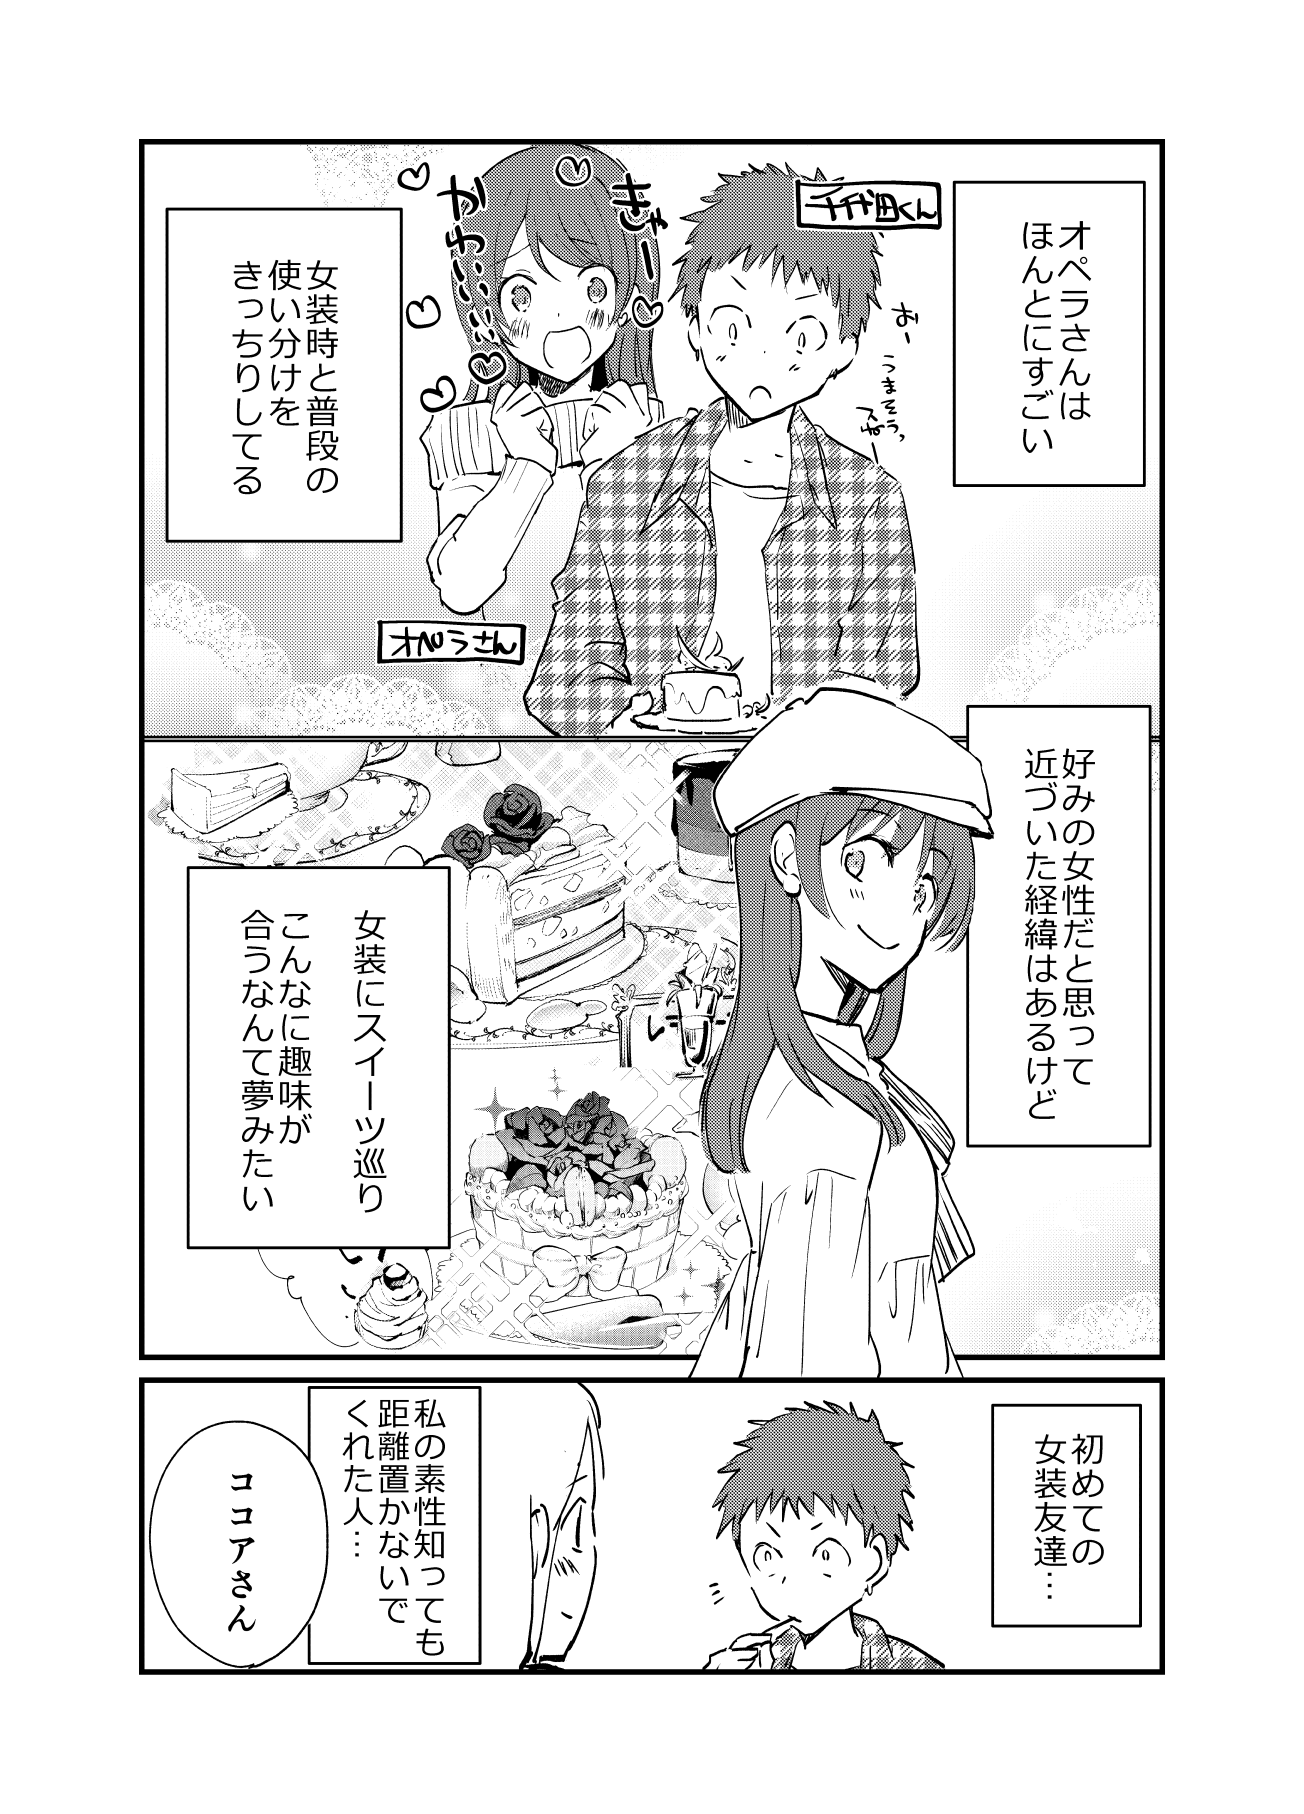 オペラさんは
ほんとにすごい
千代田くん
おー
うまそう、
スゲー
きゃー
かわいいい
オペラさん
女装時と普段の
使い分けを
きっちりしてる
好みの女性だと思って
近づいた経緯はあるけど
女装にスイーツ巡り
こんなに趣味が
合うなんて夢みたい
初めての
女装友達…
私の素性知っても
距離置かないで
くれた人…
ココアさん